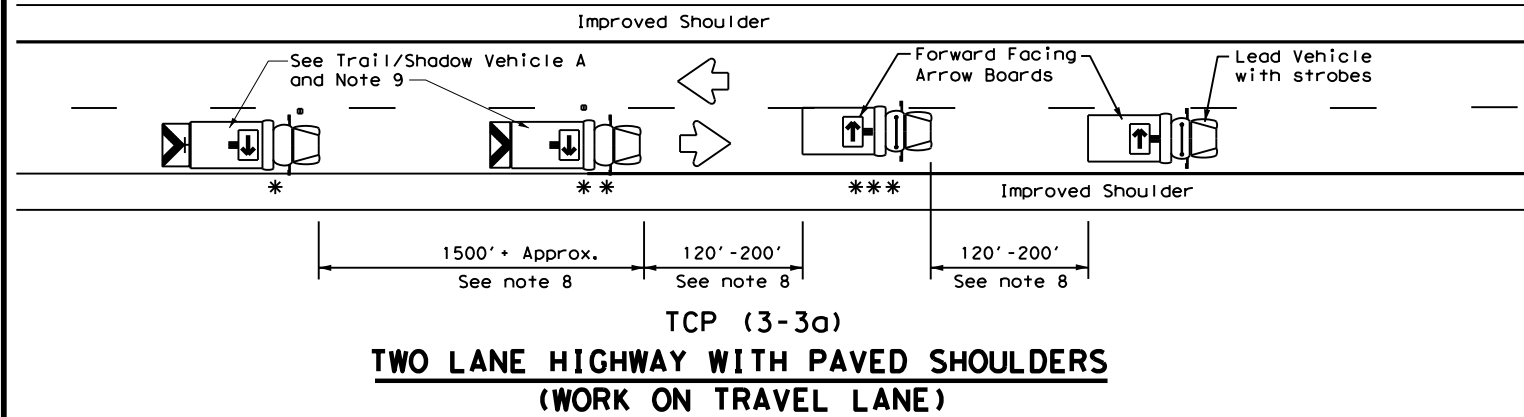 Improved Shoulder
See Trail/Shadow Vehicle A
and Note 9
Forward Facing
Arrow Boards
Lead Vehicle
with strobes
*
* *
***
Improved Shoulder
1500'+ Approx.
See note 8
120'-200'
See note 8
120'-200'
See note 8
TCP (3-3a)
TWO LANE HIGHWAY WITH PAVED SHOULDERS
(WORK ON TRAVEL LANE)